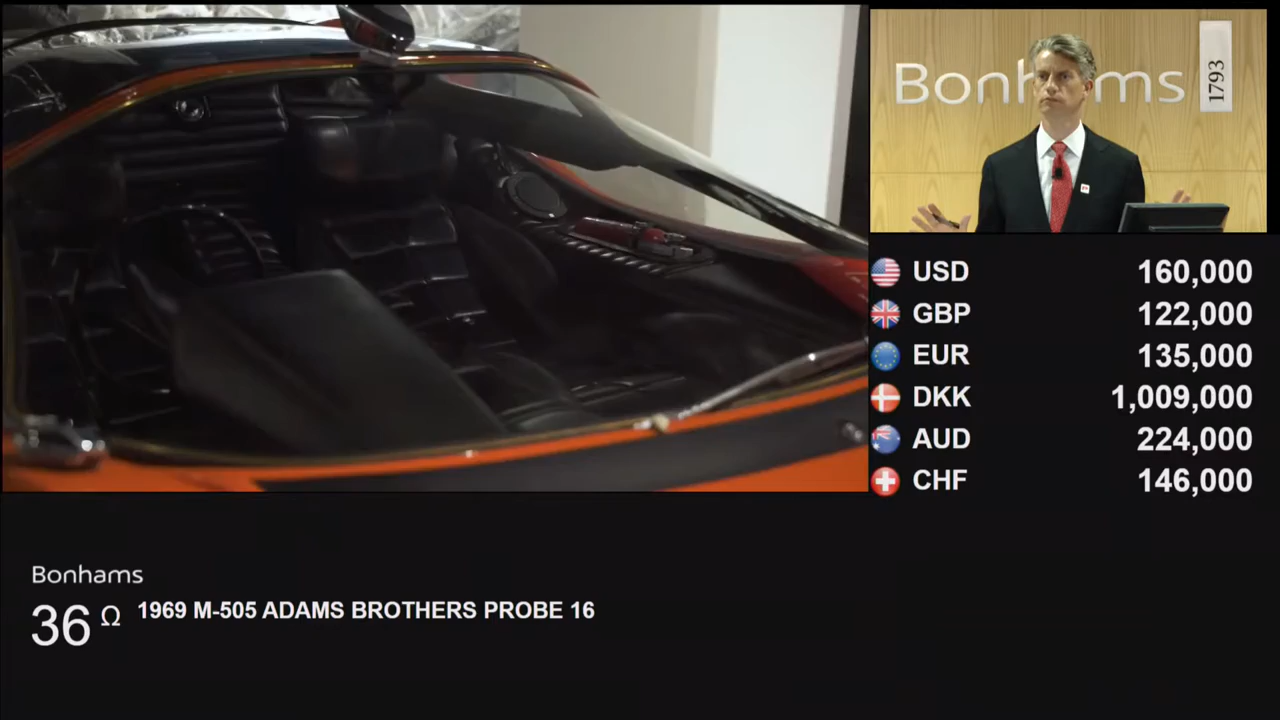 Bonhams
1793
USD 160,000
GBP 122,000
EUR 135,000
DKK 1,009,000
AUD 224,000
CHF 146,000
Bonhams
36 Ω 1969 M-505 ADAMS BROTHERS PROBE 16